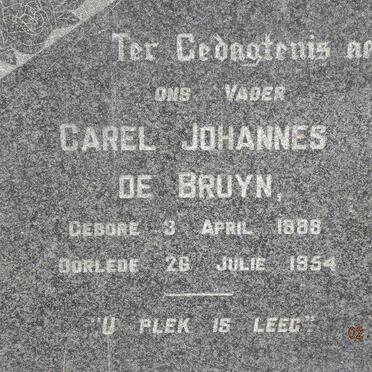 Ter Gedagtenis aa
ONS VADER
CAREL JOHANNES
DE BRUYN,
GEBORE 3 APRIL 1888
OORLEDE 26 JULIE 1954
"U PLEK IS LEEG".
02